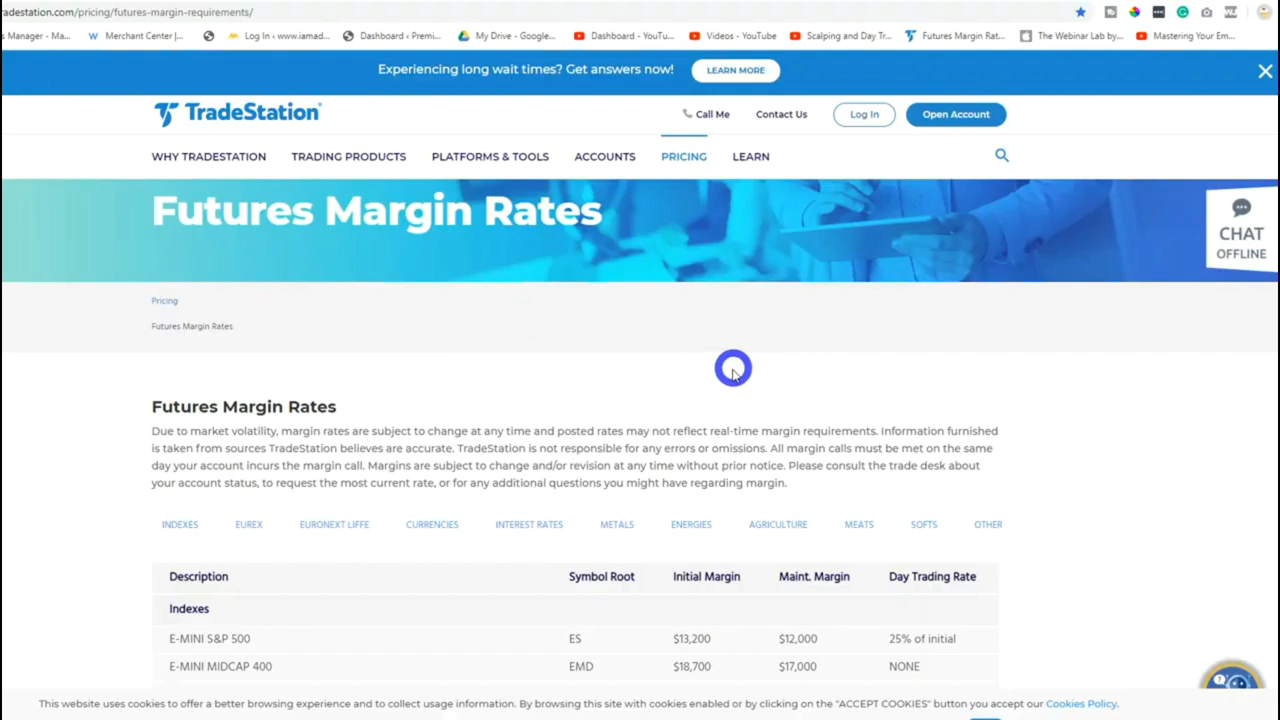 radestation.com/pricing/futures-margin-requirements/
s Manager - Ma... Merchant Center |... Log In ‹ www.iamad... Dashboard ‹ Premi... My Drive - Google... Dashboard - YouTu... Videos - YouTube Scalping and Day Tr... Futures Margin Rat... The Webinar Lab by... Mastering Your Em...
Experiencing long wait times? Get answers now! LEARN MORE
TradeStation Call Me Contact Us Log In Open Account
WHY TRADESTATION TRADING PRODUCTS PLATFORMS & TOOLS ACCOUNTS PRICING LEARN
Futures Margin Rates
CHAT
OFFLINE
Pricing
Futures Margin Rates
Futures Margin Rates
Due to market volatility, margin rates are subject to change at any time and posted rates may not reflect real-time margin requirements. Information furnished
is taken from sources TradeStation believes are accurate. TradeStation is not responsible for any errors or omissions. All margin calls must be met on the same
day your account incurs the margin call. Margins are subject to change and/or revision at any time without prior notice. Please consult the trade desk about
your account status, to request the most current rate, or for any additional questions you might have regarding margin.
INDEXES EUREX EURONEXT LIFFE CURRENCIES INTEREST RATES METALS ENERGIES AGRICULTURE MEATS SOFTS OTHER
Description Symbol Root Initial Margin Maint. Margin Day Trading Rate
Indexes
E-MINI S&P 500 ES $13,200 $12,000 25% of initial
E-MINI MIDCAP 400 EMD $18,700 $17,000 NONE
This website uses cookies to offer a better browsing experience and to collect usage information. By browsing this site with cookies enabled or by clicking on the "ACCEPT COOKIES" button you accept our Cookies Policy.